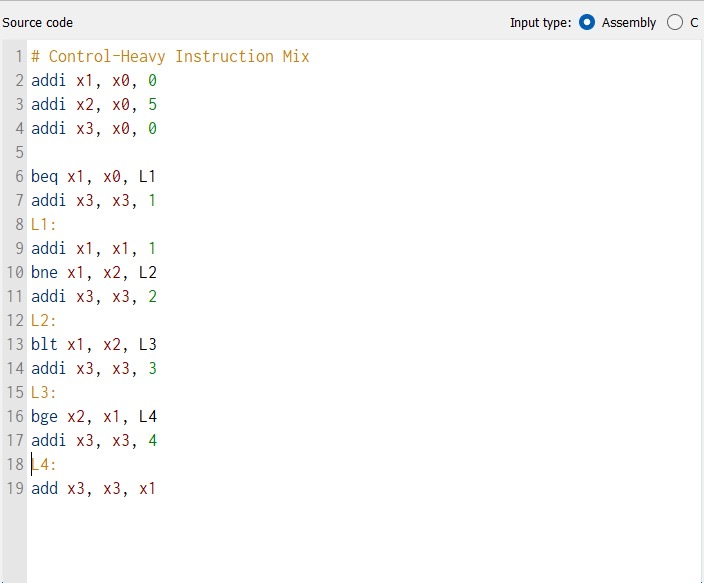 Source code Input type: Assembly C
1 # Control-Heavy Instruction Mix
2 addi x1, x0, 0
3 addi x2, x0, 5
4 addi x3, x0, 0
5
6 beq x1, x0, L1
7 addi x3, x3, 1
8 L1:
9 addi x1, x1, 1
10 bne x1, x2, L2
11 addi x3, x3, 2
12 L2:
13 blt x1, x2, L3
14 addi x3, x3, 3
15 L3:
16 bge x2, x1, L4
17 addi x3, x3, 4
18 L4:
19 add x3, x3, x1